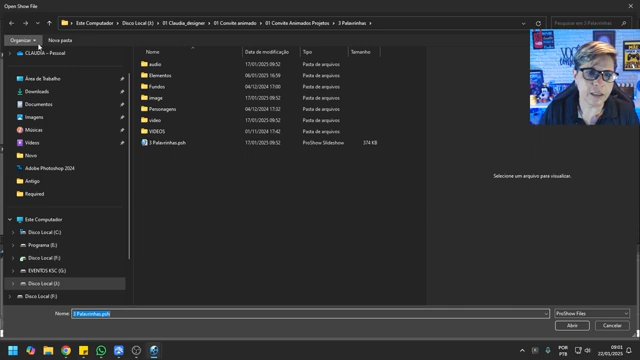 Open Show File
Este Computador > Disco Local (J:) > 01 Claudia_designer > 01 Convite animado > 01 Convite Animados Projetos > 3 Palavrinhas >
Pesquisar em 3 Palavrinhas
Organizar
Nova pasta
CLAUDIA – Pessoal
Área de Trabalho
Downloads
Documentos
Imagens
Músicas
Vídeos
Novo
Adobe Photoshop 2024
Antigo
Required
Este Computador
Disco Local (C:)
Programa (E:)
Disco Local (F:)
EVENTOS KSC (G:)
Disco Local (J:)
Disco Local (F:)
Nome
Data de modificação
Tipo
Tamanho
audio
17/01/2025 09:52
Pasta de arquivos
Elementos
06/01/2025 16:59
Pasta de arquivos
Fundos
04/12/2024 17:00
Pasta de arquivos
image
17/01/2025 09:52
Pasta de arquivos
Personagens
04/12/2024 17:32
Pasta de arquivos
video
17/01/2025 09:52
Pasta de arquivos
VIDEOS
01/11/2024 17:42
Pasta de arquivos
3 Palavrinhas.psh
17/01/2025 09:52
ProShow Slideshow
374 KB
Selecione um arquivo para visualizar.
Nome:
3 Palavrinhas.psh
ProShow Files
Abrir
Cancelar
POR
PTB
09:01
22/01/2025